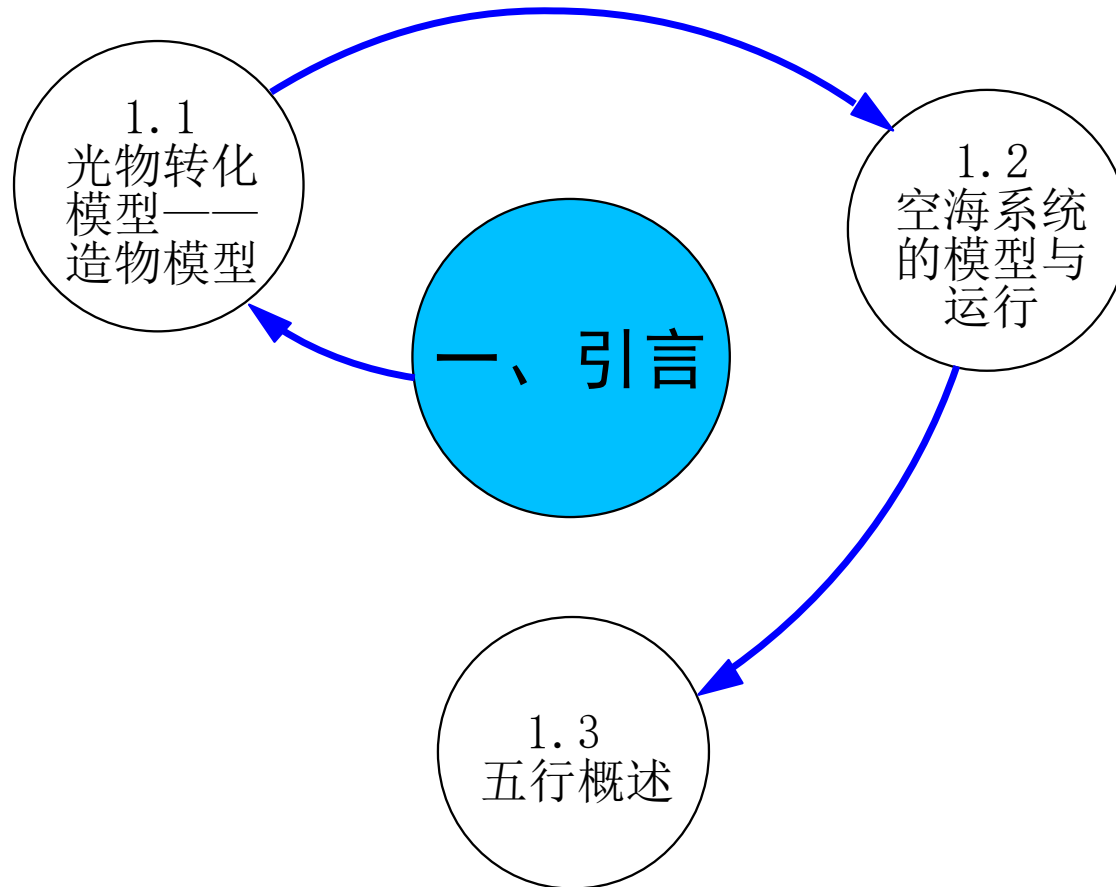 一、引言
1.1
光物转化
模型——
造物模型
1.2
空海系统
的模型与
运行
1.3
五行概述